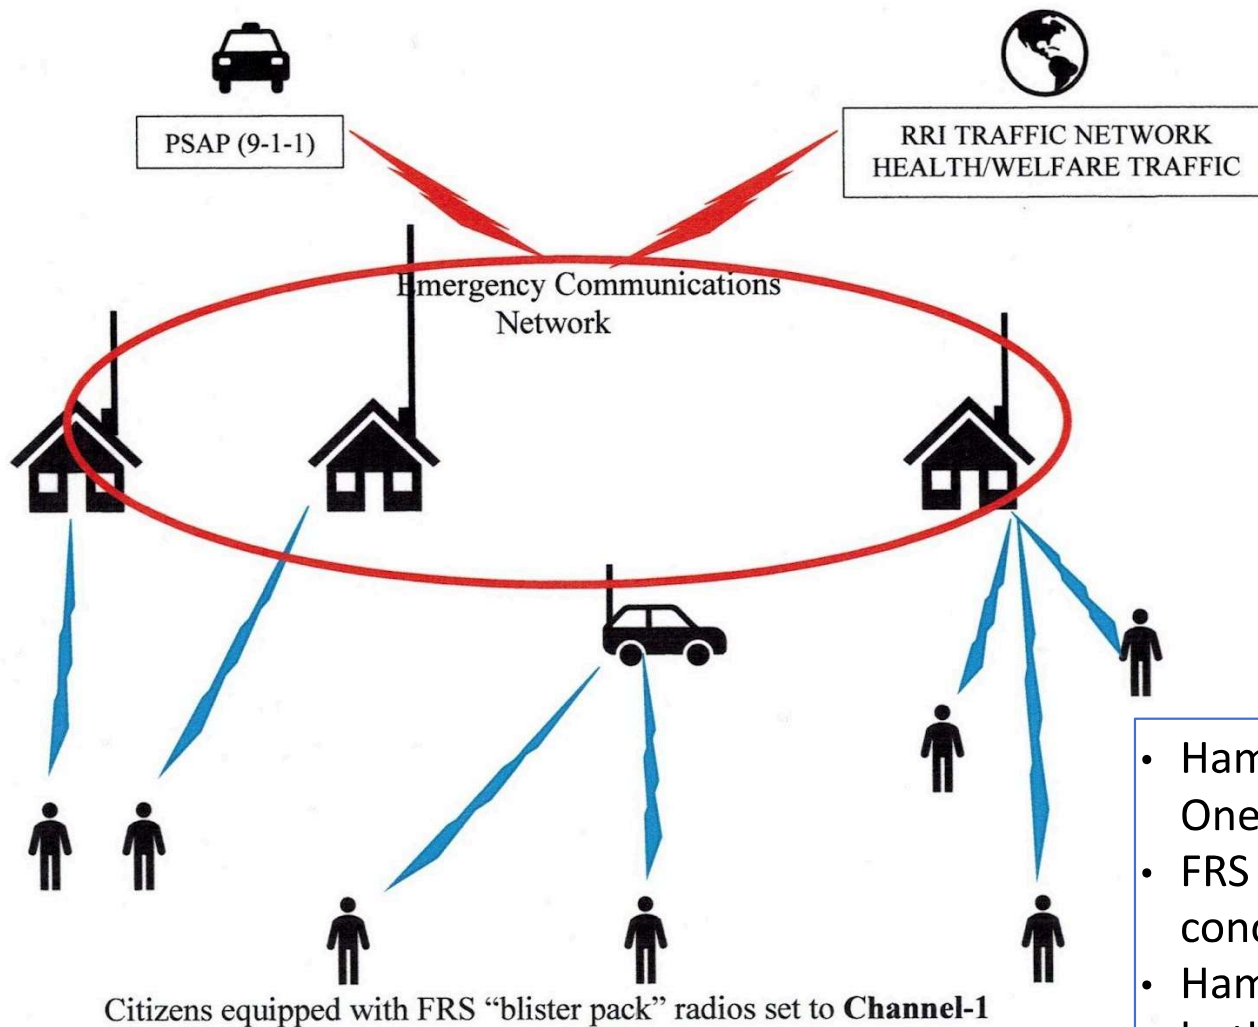 PSAP (9-1-1)
RRI TRAFFIC NETWORK
HEALTH/WELFARE TRAFFIC
Emergency Communications
Network
Citizens equipped with FRS “blister pack” radios set to Channel-1
• Ham
One
• FRS
• Ham